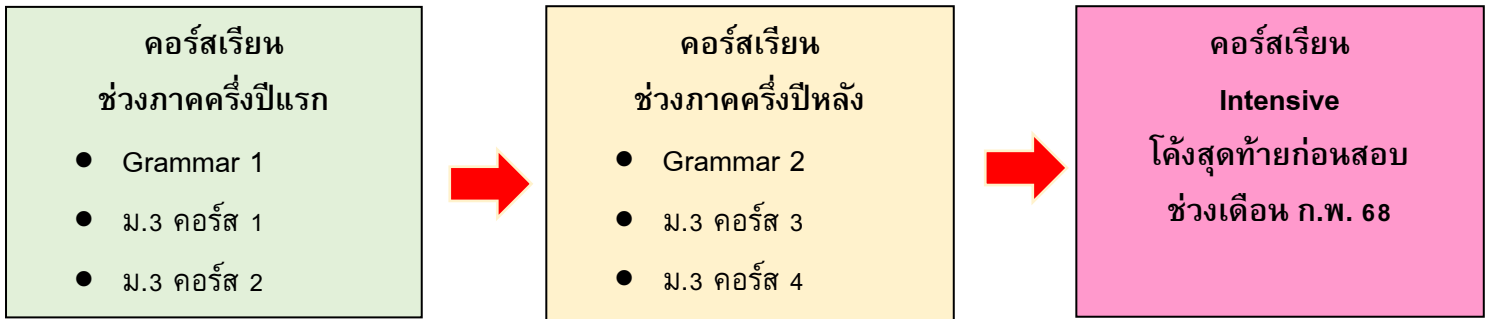 คอร์สเรียน
ช่วงภาคครึ่งปีแรก
● Grammar 1
● ม.3 คอร์ส 1
● ม.3 คอร์ส 2
คอร์สเรียน
ช่วงภาคครึ่งปีหลัง
● Grammar 2
● ม.3 คอร์ส 3
● ม.3 คอร์ส 4
คอร์สเรียน
Intensive
โค้งสุดท้ายก่อนสอบ
ช่วงเดือน ก.พ. 68